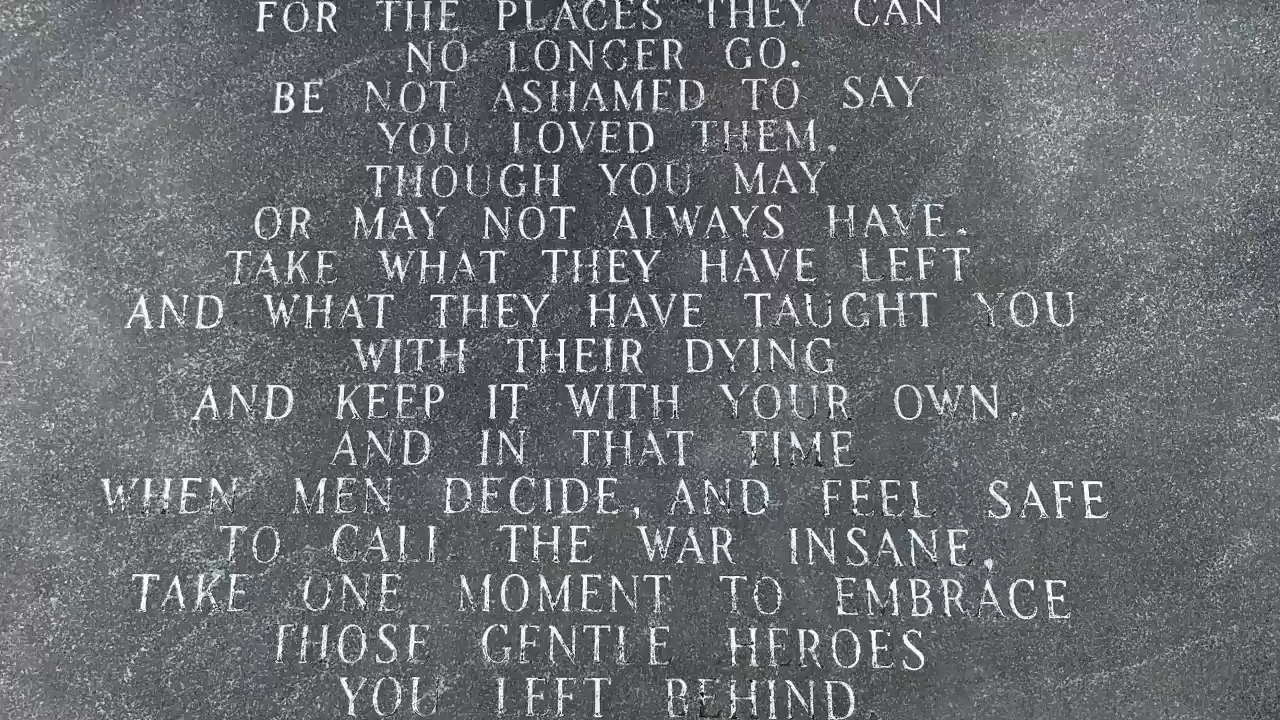 FOR THE PLACES THEY CAN
NO LONGER GO.
BE NOT ASHAMED TO SAY
YOU LOVED THEM,
THOUGH YOU MAY
OR MAY NOT ALWAYS HAVE.
TAKE WHAT THEY HAVE LEFT
AND WHAT THEY HAVE TAUGHT YOU
WITH THEIR DYING
AND KEEP IT WITH YOUR OWN.
AND IN THAT TIME
WHEN MEN DECIDE, AND FEEL SAFE
TO CALL THE WAR INSANE,
TAKE ONE MOMENT TO EMBRACE
THOSE GENTLE HEROES
YOU LEFT BEHIND.